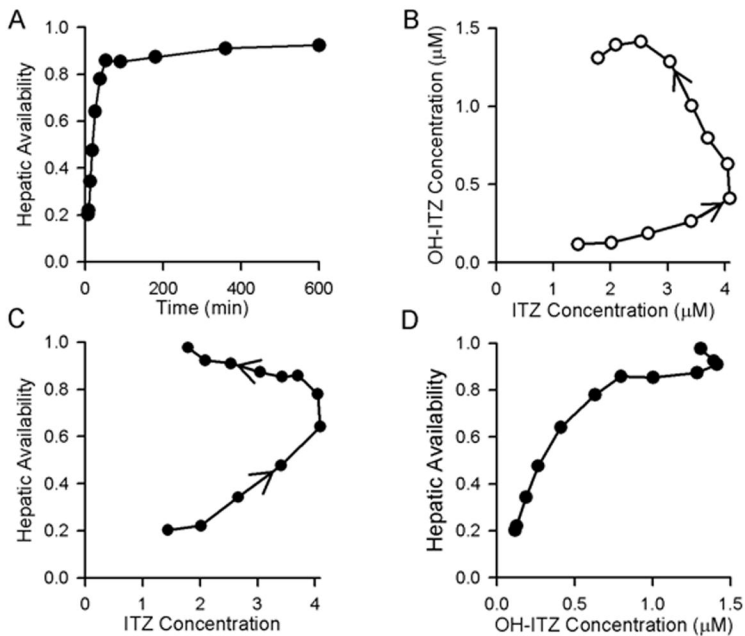 A
Hepatic Availability
1.0
0.8
0.6
0.4
0.2
0.0
0 200 400 600
Time (min)
B
OH-ITZ Concentration (μM)
1.5
1.0
0.5
0.0
0 1 2 3 4
ITZ Concentration (μM)
C
Hepatic Availability
1.0
0.8
0.6
0.4
0.2
0.0
0 1 2 3 4
ITZ Concentration
D
Hepatic Availability
1.0
0.8
0.6
0.4
0.2
0.0
0.0 0.5 1.0 1.5
OH-ITZ Concentration (μM)